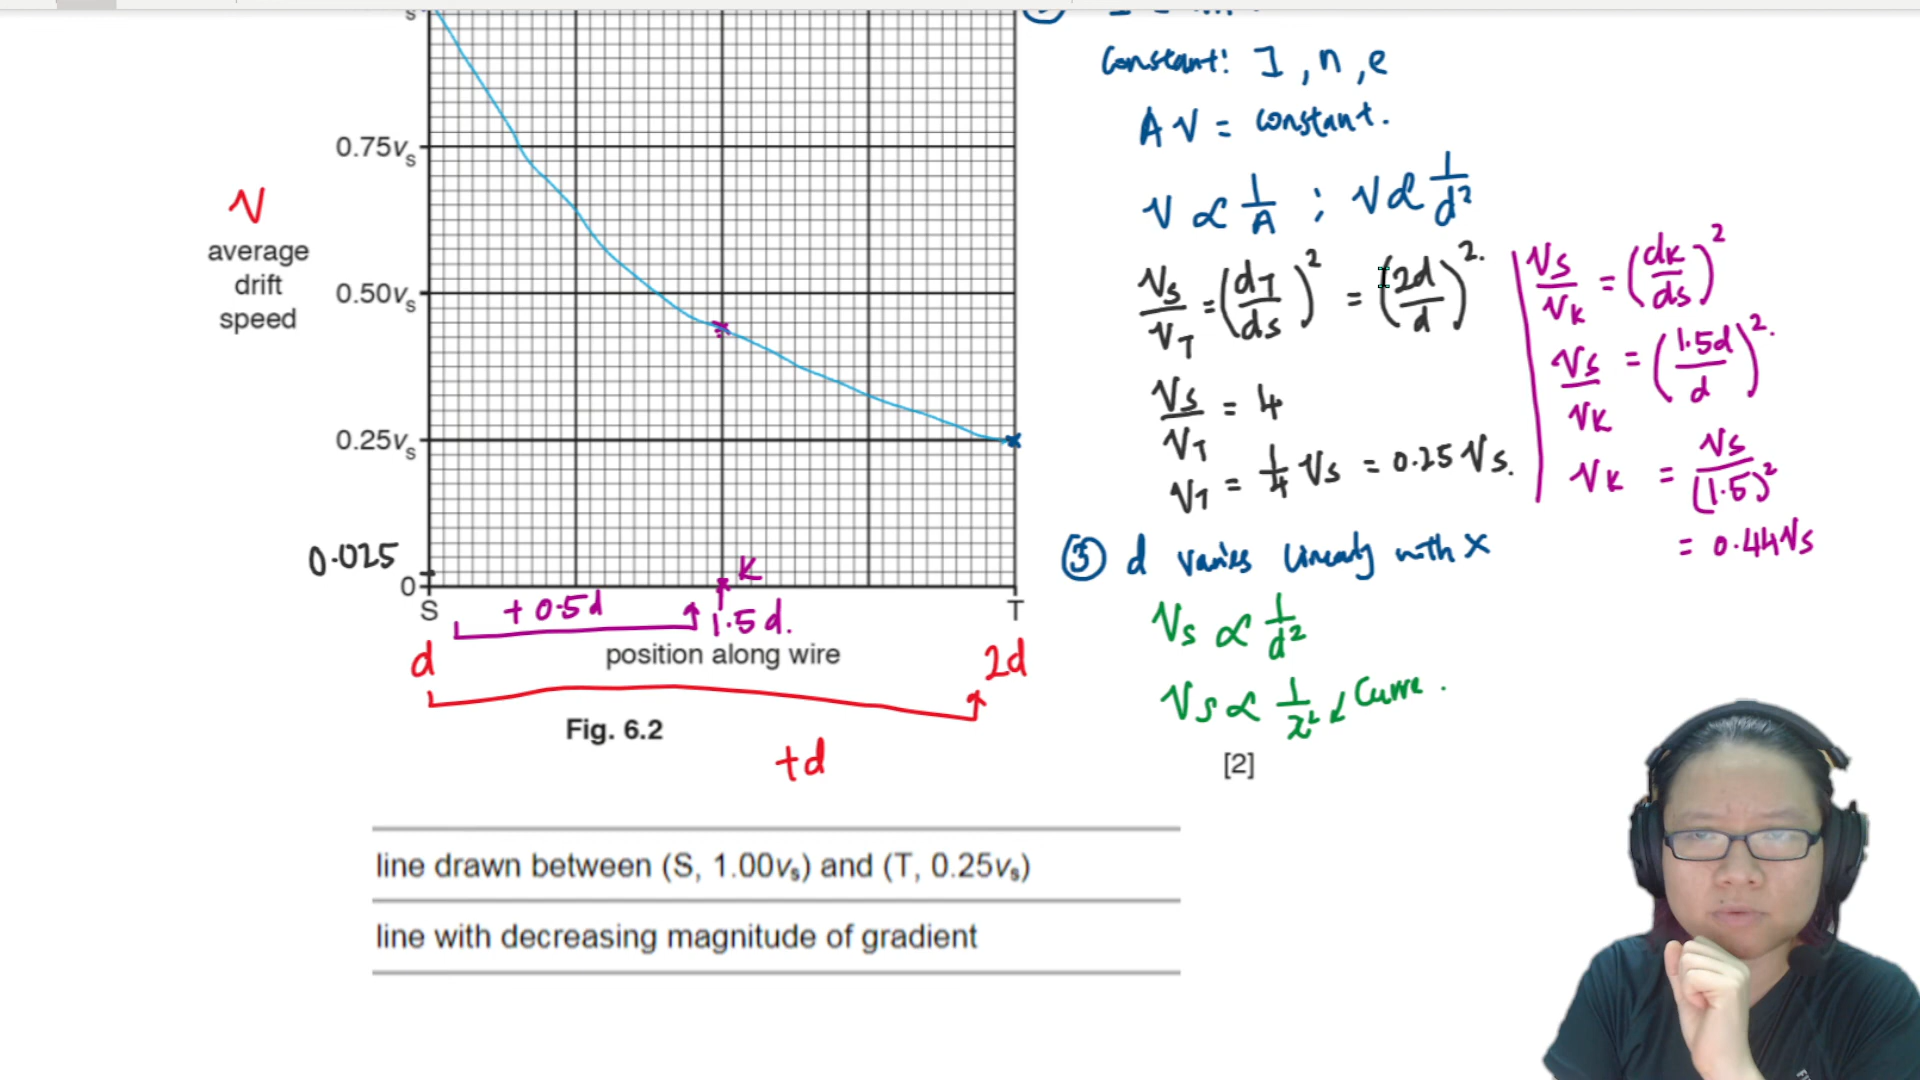 Constant: I, n, e
A v = constant.
v ∝ 1/A ; v ∝ 1/d²
vS/vT = (dT/dS)² = (2d/d)².
vS/vT = 4
vT = 1/4 vS = 0.25 vS.
vS/vK = (dK/dS)²
vS/vK = (1.5d/d)².
vK = vS/(1.5)²
= 0.44vS
③ d varies linearly with x
vS ∝ 1/d²
vS ∝ 1/x² ↙ Curve.
[2]
0.75vs
v
average
drift
speed
0.50vs
0.25vs
0.025
0
K
S
T
+ 0.5d
1.5d.
position along wire
d
2d
Fig. 6.2
+d
line drawn between (S, 1.00vs) and (T, 0.25vs)
line with decreasing magnitude of gradient